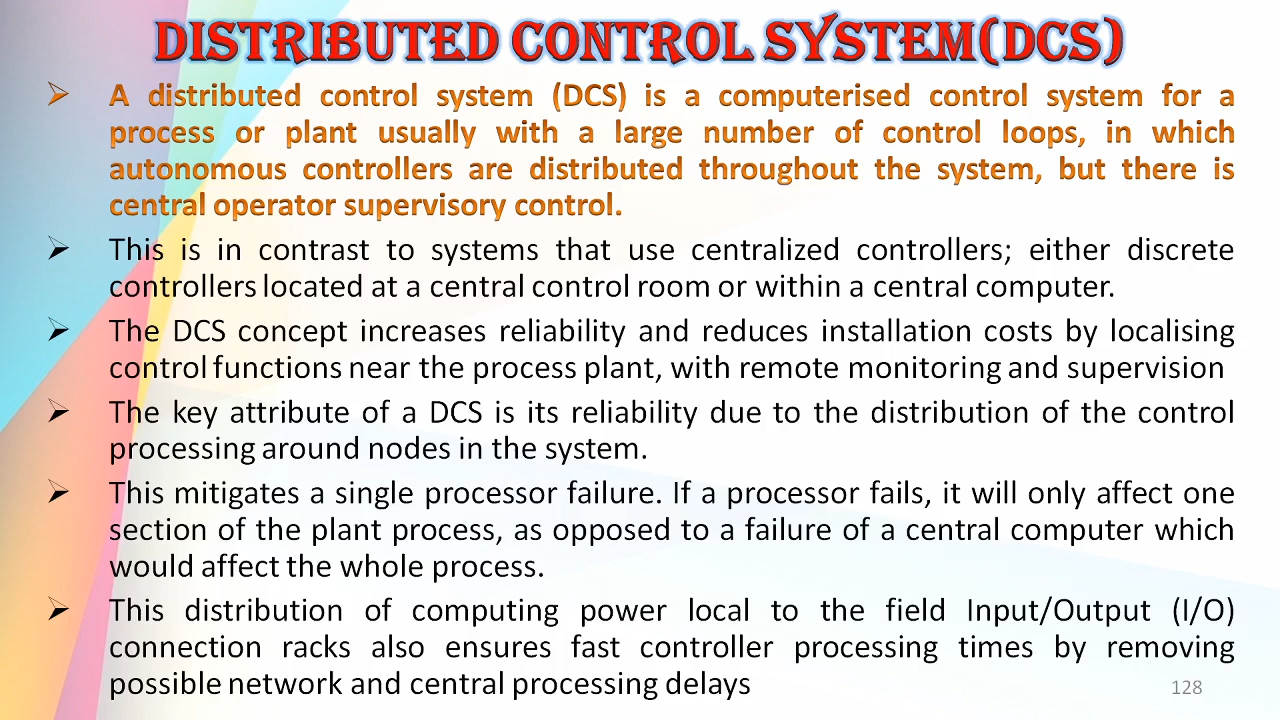 DISTRIBUTED CONTROL SYSTEM(DCS)
➢ A distributed control system (DCS) is a computerised control system for a
process or plant usually with a large number of control loops, in which
autonomous controllers are distributed throughout the system, but there is
central operator supervisory control.
➢ This is in contrast to systems that use centralized controllers; either discrete
controllers located at a central control room or within a central computer.
➢ The DCS concept increases reliability and reduces installation costs by localising
control functions near the process plant, with remote monitoring and supervision
➢ The key attribute of a DCS is its reliability due to the distribution of the control
processing around nodes in the system.
➢ This mitigates a single processor failure. If a processor fails, it will only affect one
section of the plant process, as opposed to a failure of a central computer which
would affect the whole process.
➢ This distribution of computing power local to the field Input/Output (I/O)
connection racks also ensures fast controller processing times by removing
possible network and central processing delays
128